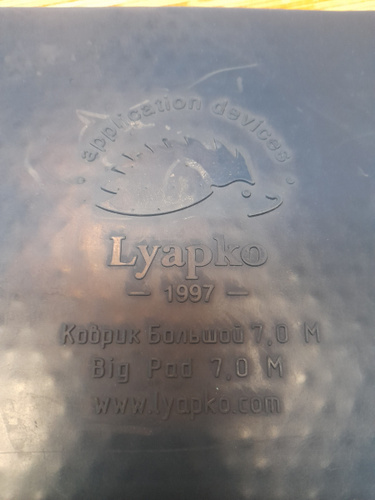 • application devices •
Lyapko
— 1997 —
Коврик Большой 7,0 М
Big Pad 7,0 M
www.lyapko.com